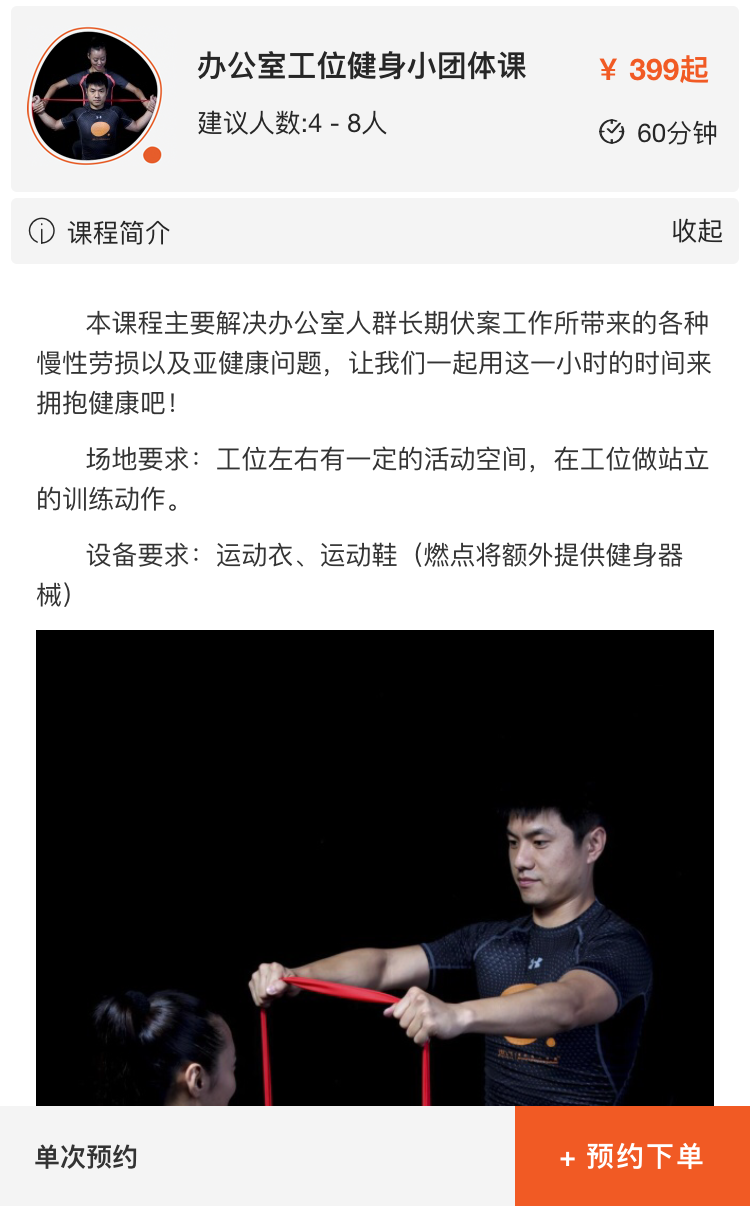 办公室工位健身小团体课
¥ 399起
建议人数:4 - 8人
60分钟
课程简介
收起
本课程主要解决办公室人群长期伏案工作所带来的各种
慢性劳损以及亚健康问题，让我们一起用这一小时的时间来
拥抱健康吧！
场地要求：工位左右有一定的活动空间，在工位做站立
的训练动作。
设备要求：运动衣、运动鞋（燃点将额外提供健身器
械）
单次预约
+ 预约下单